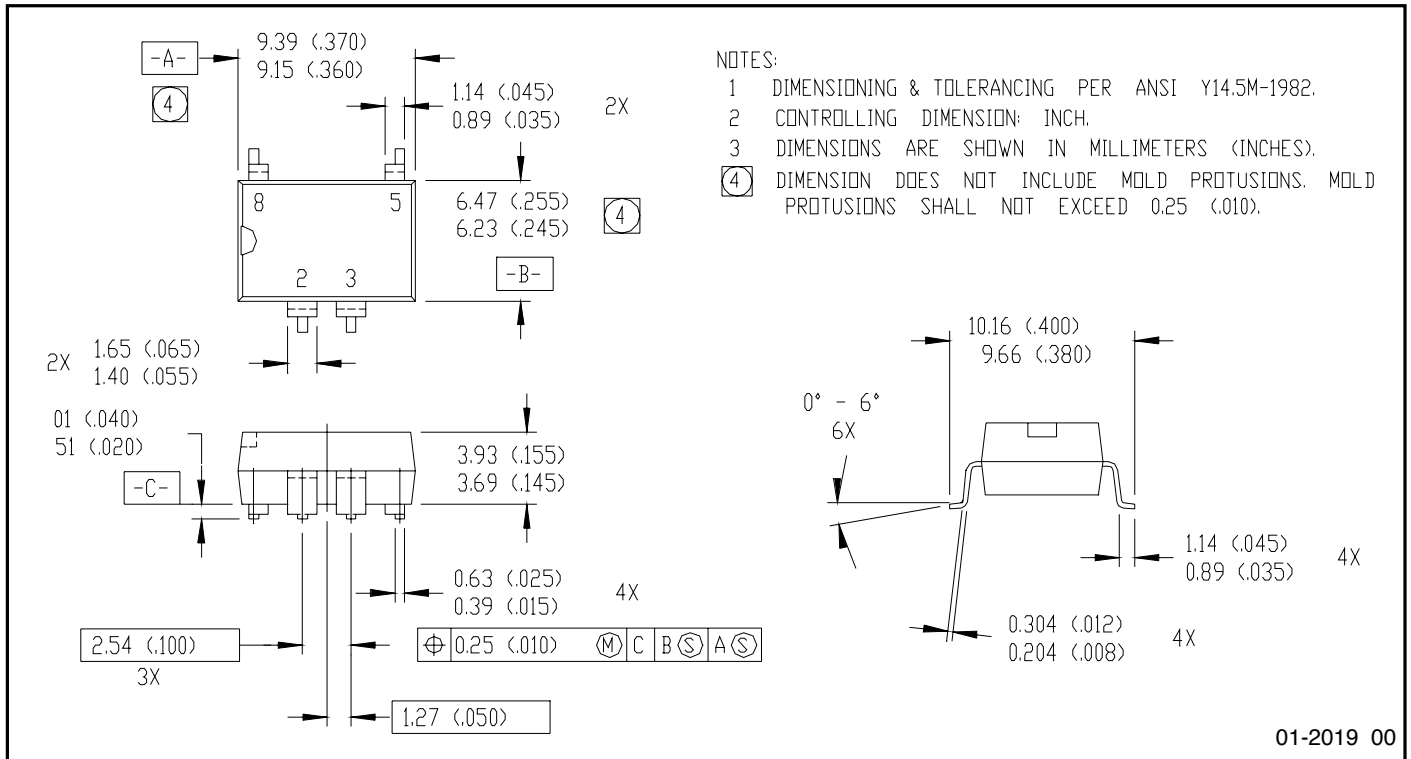 -A-
4
9.39 (.370)
9.15 (.360)
1.14 (.045)
0.89 (.035)
2X
8
5
2
3
6.47 (.255)
6.23 (.245)
4
-B-
NOTES:
1 DIMENSIONING & TOLERANCING PER ANSI Y14.5M-1982.
2 CONTROLLING DIMENSION: INCH.
3 DIMENSIONS ARE SHOWN IN MILLIMETERS (INCHES).
4 DIMENSION DOES NOT INCLUDE MOLD PROTUSIONS. MOLD
PROTUSIONS SHALL NOT EXCEED 0.25 (.010).
2X
1.65 (.065)
1.40 (.055)
01 (.040)
51 (.020)
-C-
3.93 (.155)
3.69 (.145)
0.63 (.025)
0.39 (.015)
4X
2.54 (.100)
3X
⌖ 0.25 (.010) Ⓜ C B Ⓢ A Ⓢ
1.27 (.050)
10.16 (.400)
9.66 (.380)
0° - 6°
6X
1.14 (.045)
0.89 (.035)
4X
0.304 (.012)
0.204 (.008)
4X
01-2019 00